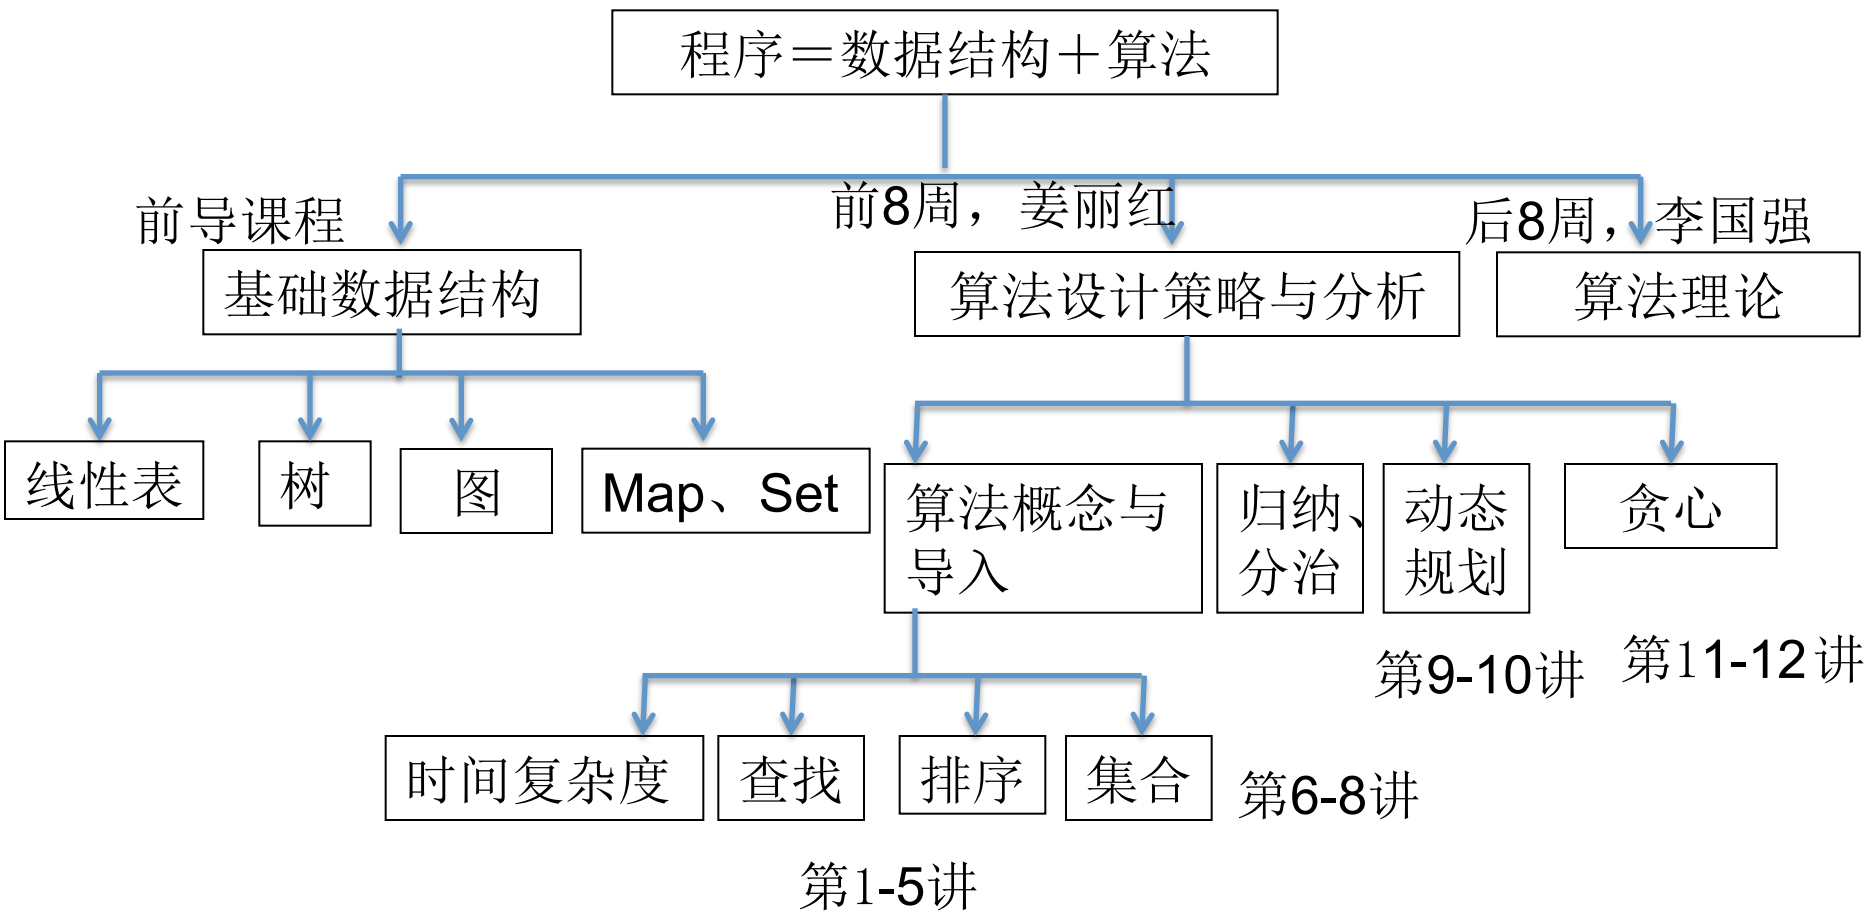 程序＝数据结构＋算法
前导课程
前8周，姜丽红
后8周，李国强
基础数据结构
算法设计策略与分析
算法理论
线性表
树
图
Map、Set
算法概念与
导入
归纳、
分治
动态
规划
贪心
第9-10讲
第11-12讲
时间复杂度
查找
排序
集合
第6-8讲
第1-5讲